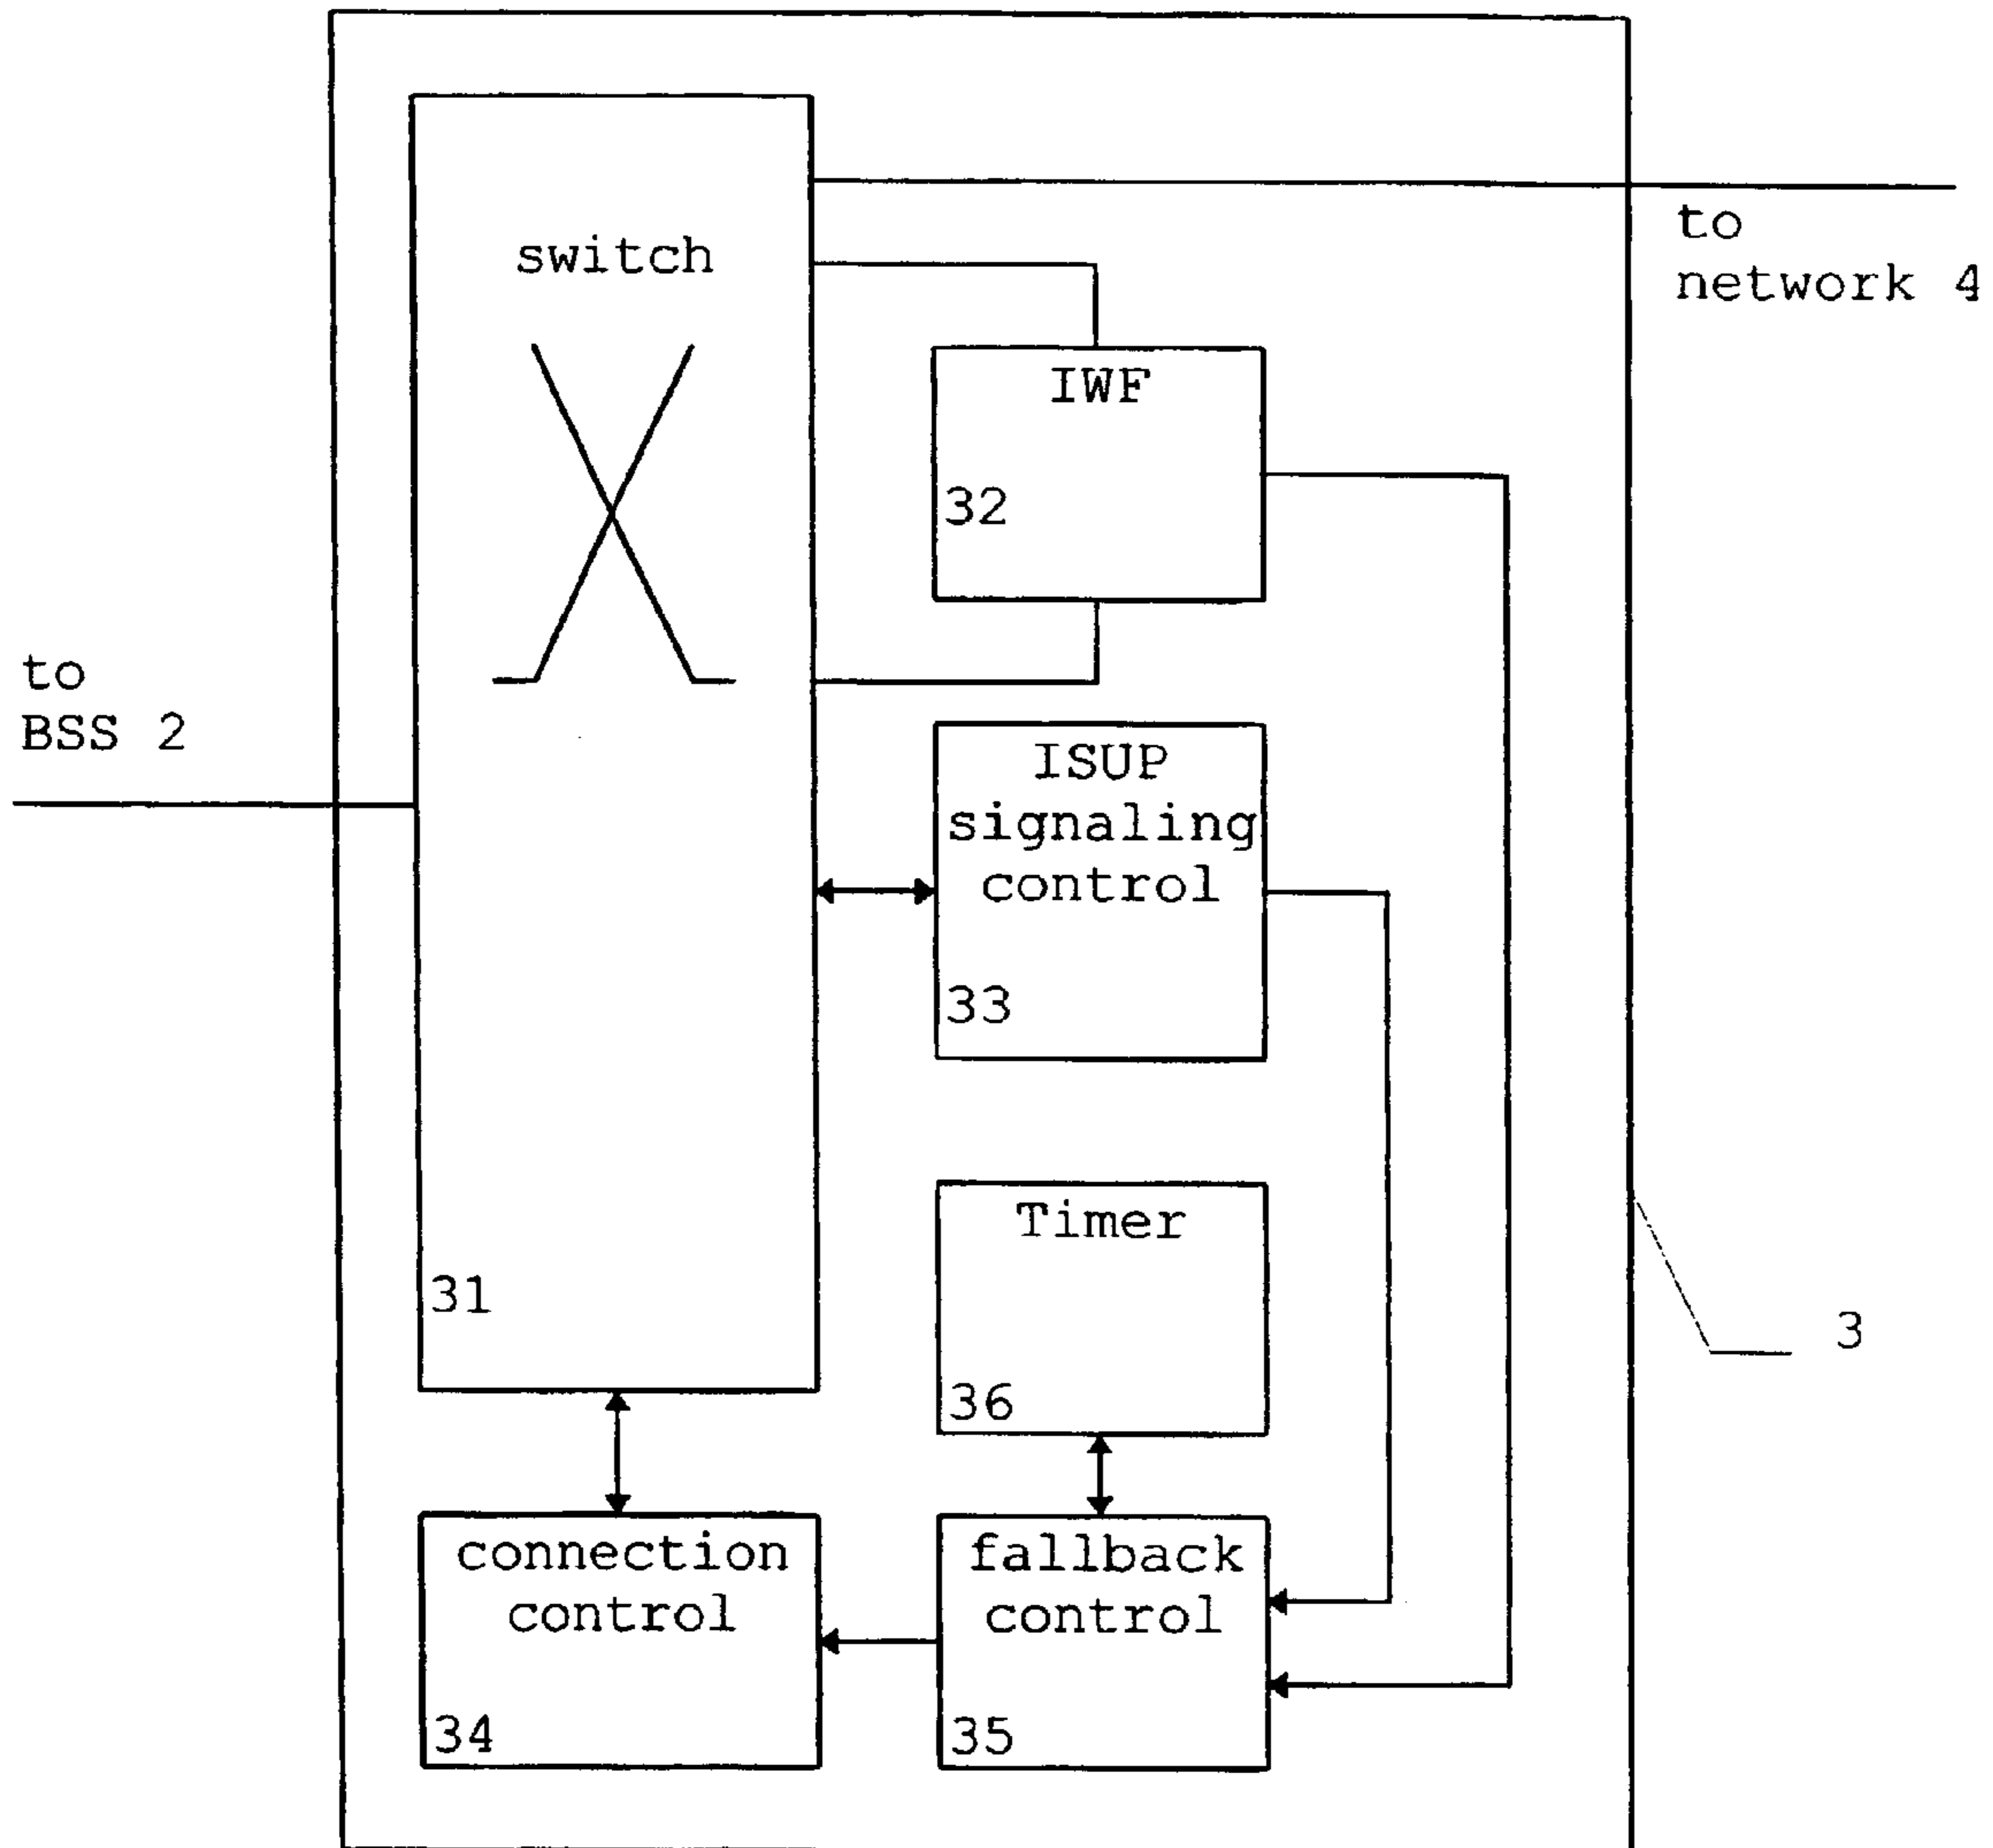 to
network 4
switch
IWF
32
to
BSS 2
ISUP
signaling
control
33
Timer
31
3
36
connection
control
34
fallback
control
35